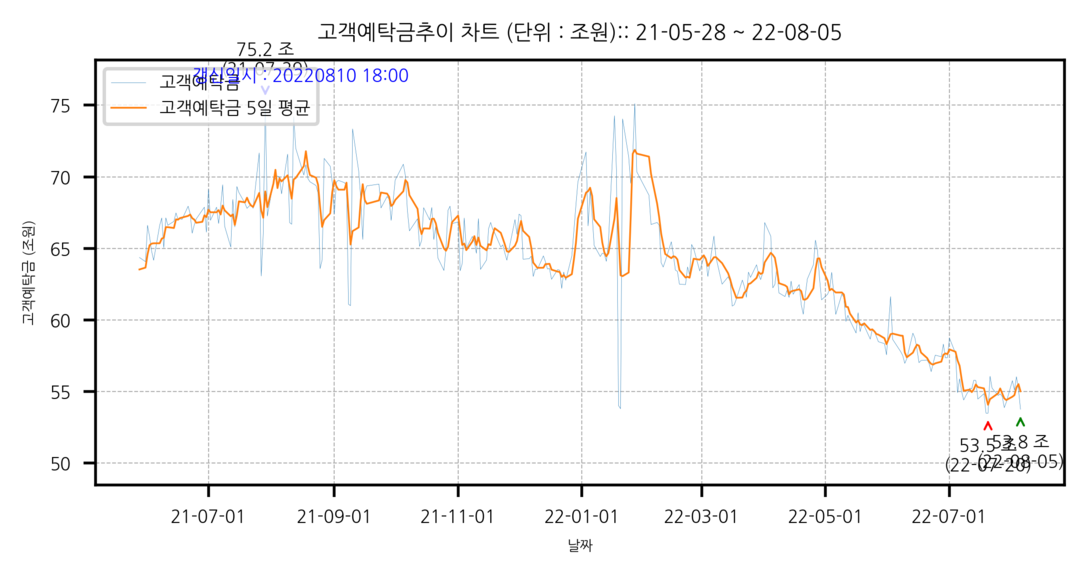 고객예탁금추이 차트 (단위 : 조원):: 21-05-28 ~ 22-08-05
75.2 조
(21-07-29)
갱신일시 : 20220810 18:00
고객예탁금
고객예탁금 5일 평균
고객예탁금 (조원)
75
70
65
60
55
50
53.5 조
(22-07-20)
53.8 조
(22-08-05)
21-07-01
21-09-01
21-11-01
22-01-01
22-03-01
22-05-01
22-07-01
날짜